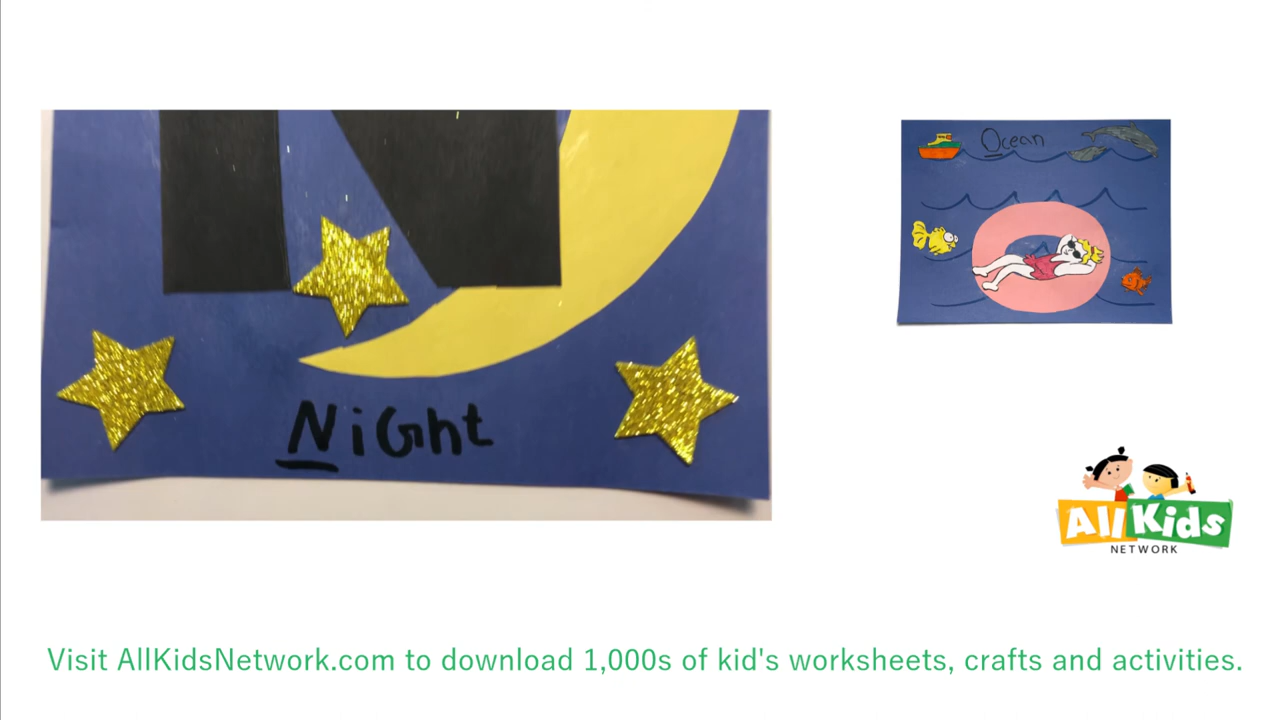 NiGht
Ocean
All Kids
NETWORK
Visit AllKidsNetwork.com to download 1,000s of kid's worksheets, crafts and activities.